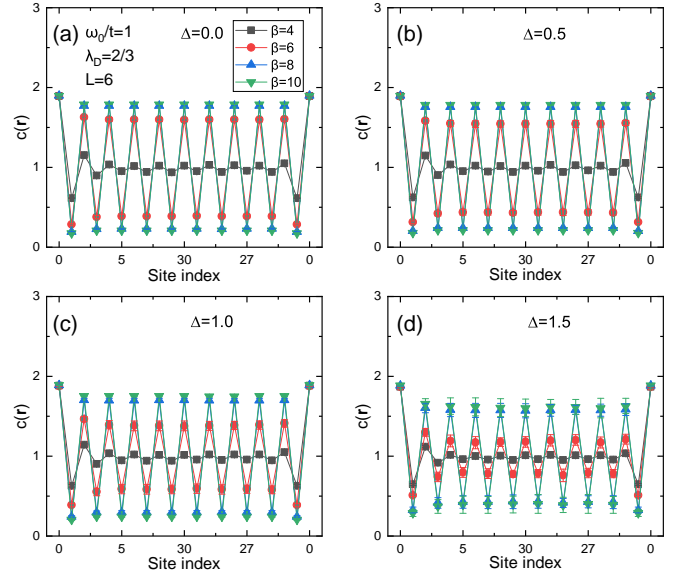 (a) ω₀/t=1 Δ=0.0
λ_D=2/3
L=6
β=4
β=6
β=8
β=10
c(r)
3
2
1
0
0 5 30 27 0
Site index
(b) Δ=0.5
c(r)
3
2
1
0
0 5 30 27 0
Site index
(c) Δ=1.0
c(r)
3
2
1
0
0 5 30 27 0
Site index
(d) Δ=1.5
c(r)
3
2
1
0
0 5 30 27 0
Site index